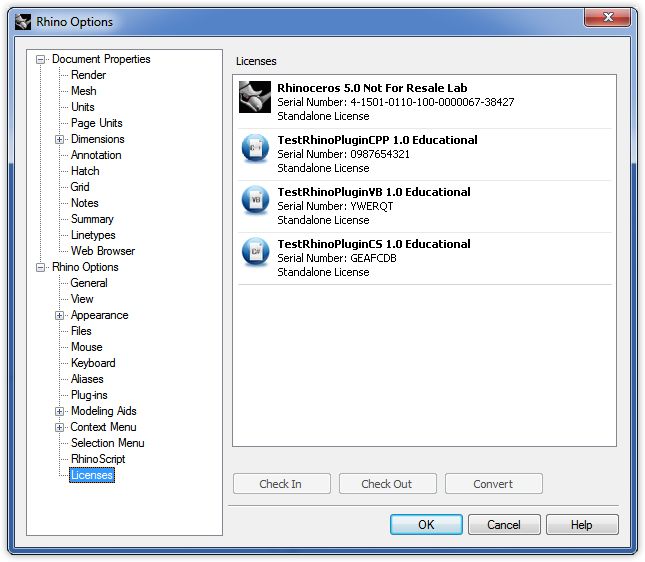 Rhino Options
Document Properties
Render
Mesh
Units
Page Units
Dimensions
Annotation
Hatch
Grid
Notes
Summary
Linetypes
Web Browser
Rhino Options
General
View
Appearance
Files
Mouse
Keyboard
Aliases
Plug-ins
Modeling Aids
Context Menu
Selection Menu
RhinoScript
Licenses
Licenses
Rhinoceros 5.0 Not For Resale Lab
Serial Number: 4-1501-0110-100-0000067-38427
Standalone License
C++
TestRhinoPluginCPP 1.0 Educational
Serial Number: 0987654321
Standalone License
VB
TestRhinoPluginVB 1.0 Educational
Serial Number: YWERQT
Standalone License
C#
TestRhinoPluginCS 1.0 Educational
Serial Number: GEAFCDB
Standalone License
Check In
Check Out
Convert
OK
Cancel
Help